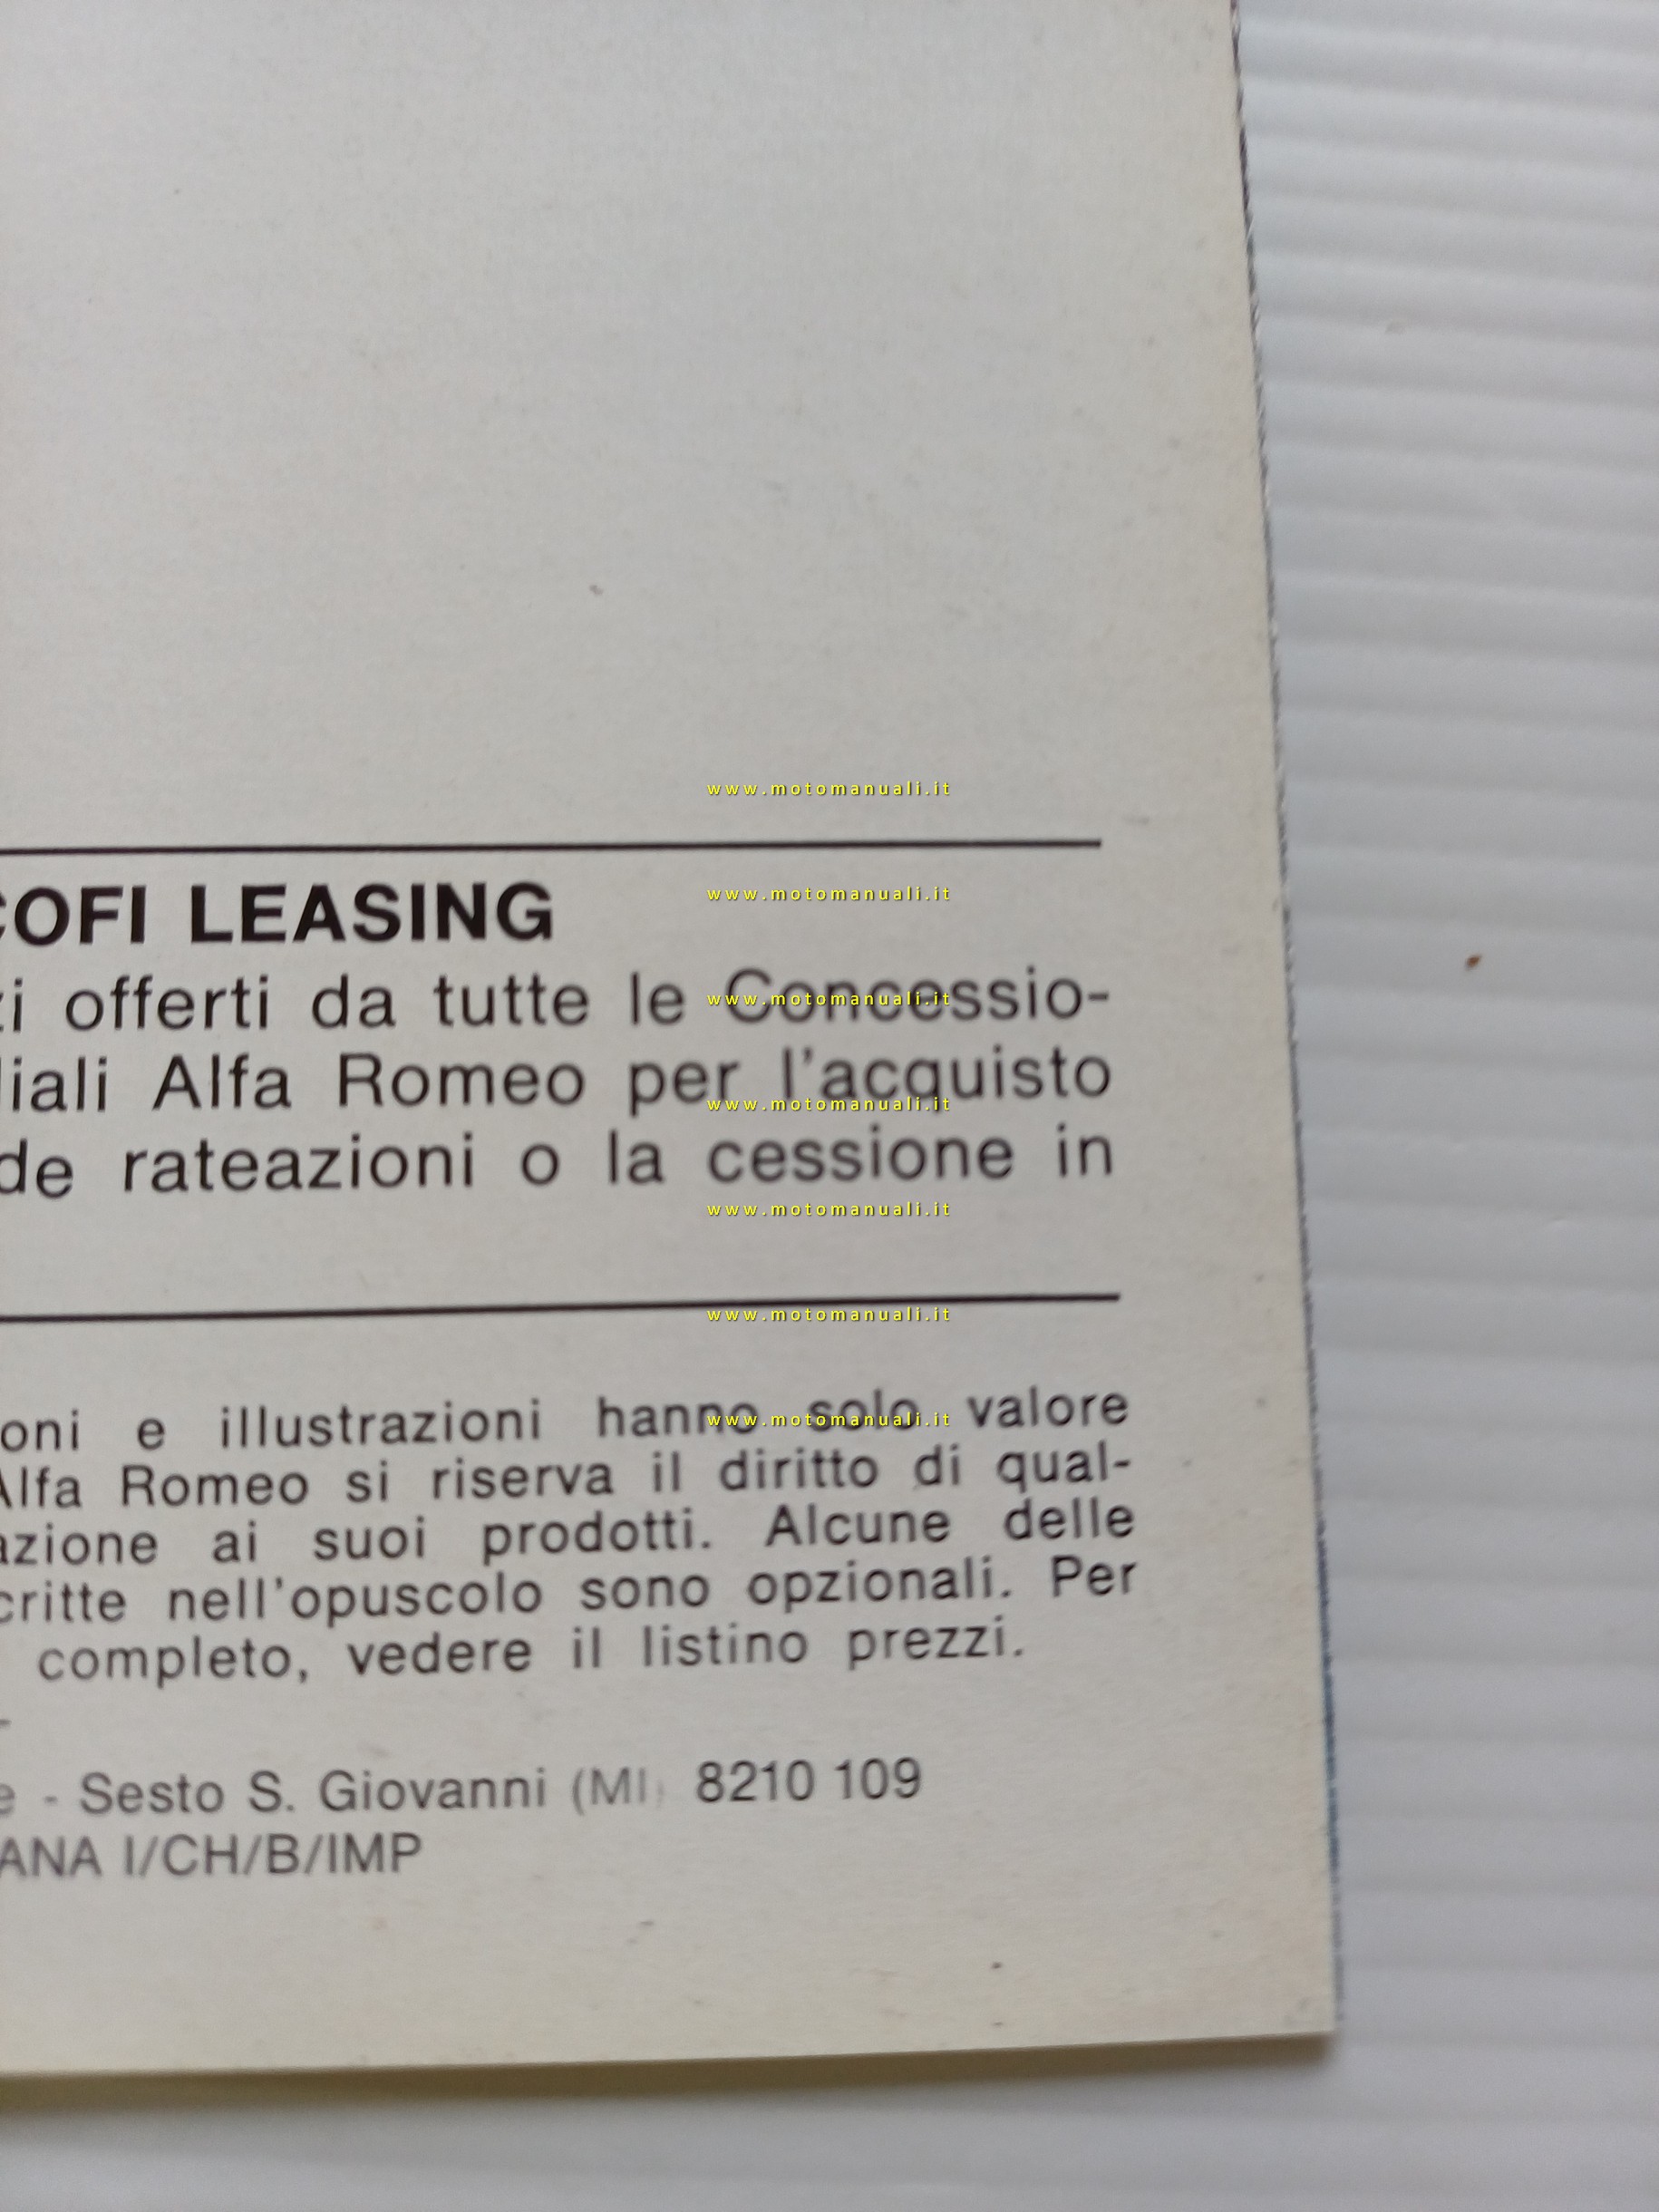 www.motomanuali.it
COFI LEASING
www.motomanuali.it
zi offerti da tutte le Concessio-
www.motomanuali.it
liali Alfa Romeo per l'acquisto
www.motomanuali.it
de rateazioni o la cessione in
www.motomanuali.it
www.motomanuali.it
oni e illustrazioni hanno solo valore
www.motomanuali.it
Alfa Romeo si riserva il diritto di qual-
azione ai suoi prodotti. Alcune delle
critte nell'opuscolo sono opzionali. Per
completo, vedere il listino prezzi.
e - Sesto S. Giovanni (MI) 8210 109
ANA I/CH/B/IMP